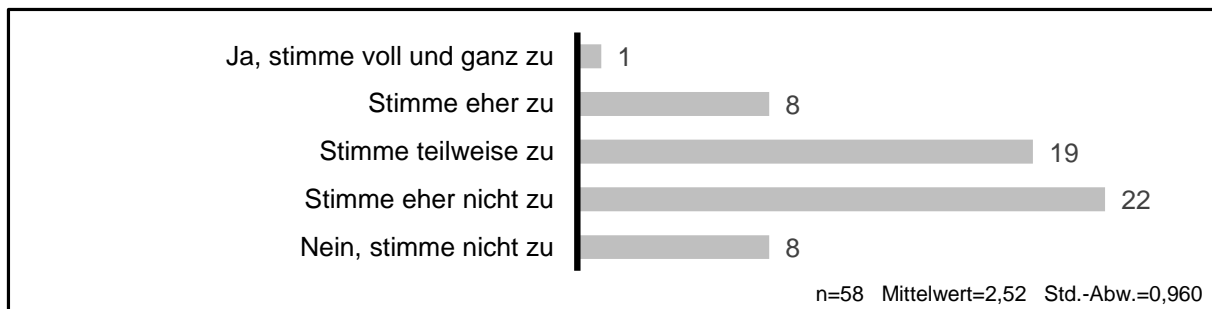 Ja, stimme voll und ganz zu 1
Stimme eher zu 8
Stimme teilweise zu 19
Stimme eher nicht zu 22
Nein, stimme nicht zu 8
n=58 Mittelwert=2,52 Std.-Abw.=0,960